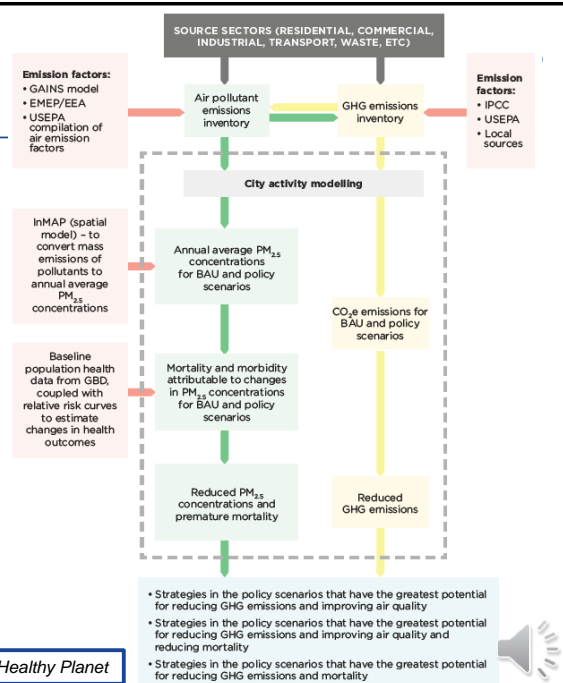 SOURCE SECTORS (RESIDENTIAL, COMMERCIAL,
INDUSTRIAL, TRANSPORT, WASTE, ETC)
Emission factors:
• GAINS model
• EMEP/EEA
• USEPA
compilation of
air emission
factors
Air pollutant
emissions
inventory
GHG emissions
inventory
Emission
factors:
• IPCC
• USEPA
• Local
sources
City activity modelling
InMAP (spatial
model) – to
convert mass
emissions of
pollutants to
annual average
PM2.5
concentrations
Annual average PM2.5
concentrations
for BAU and policy
scenarios
CO2e emissions for
BAU and policy
scenarios
Baseline
population health
data from GBD,
coupled with
relative risk curves
to estimate
changes in health
outcomes
Mortality and morbidity
attributable to changes
in PM2.5 concentrations
for BAU and policy
scenarios
Reduced PM2.5
concentrations and
premature mortality
Reduced
GHG emissions
• Strategies in the policy scenarios that have the greatest potential
for reducing GHG emissions and improving air quality
• Strategies in the policy scenarios that have the greatest potential
for reducing GHG emissions and improving air quality and
reducing mortality
• Strategies in the policy scenarios that have the greatest potential
for reducing GHG emissions and mortality
Healthy Planet